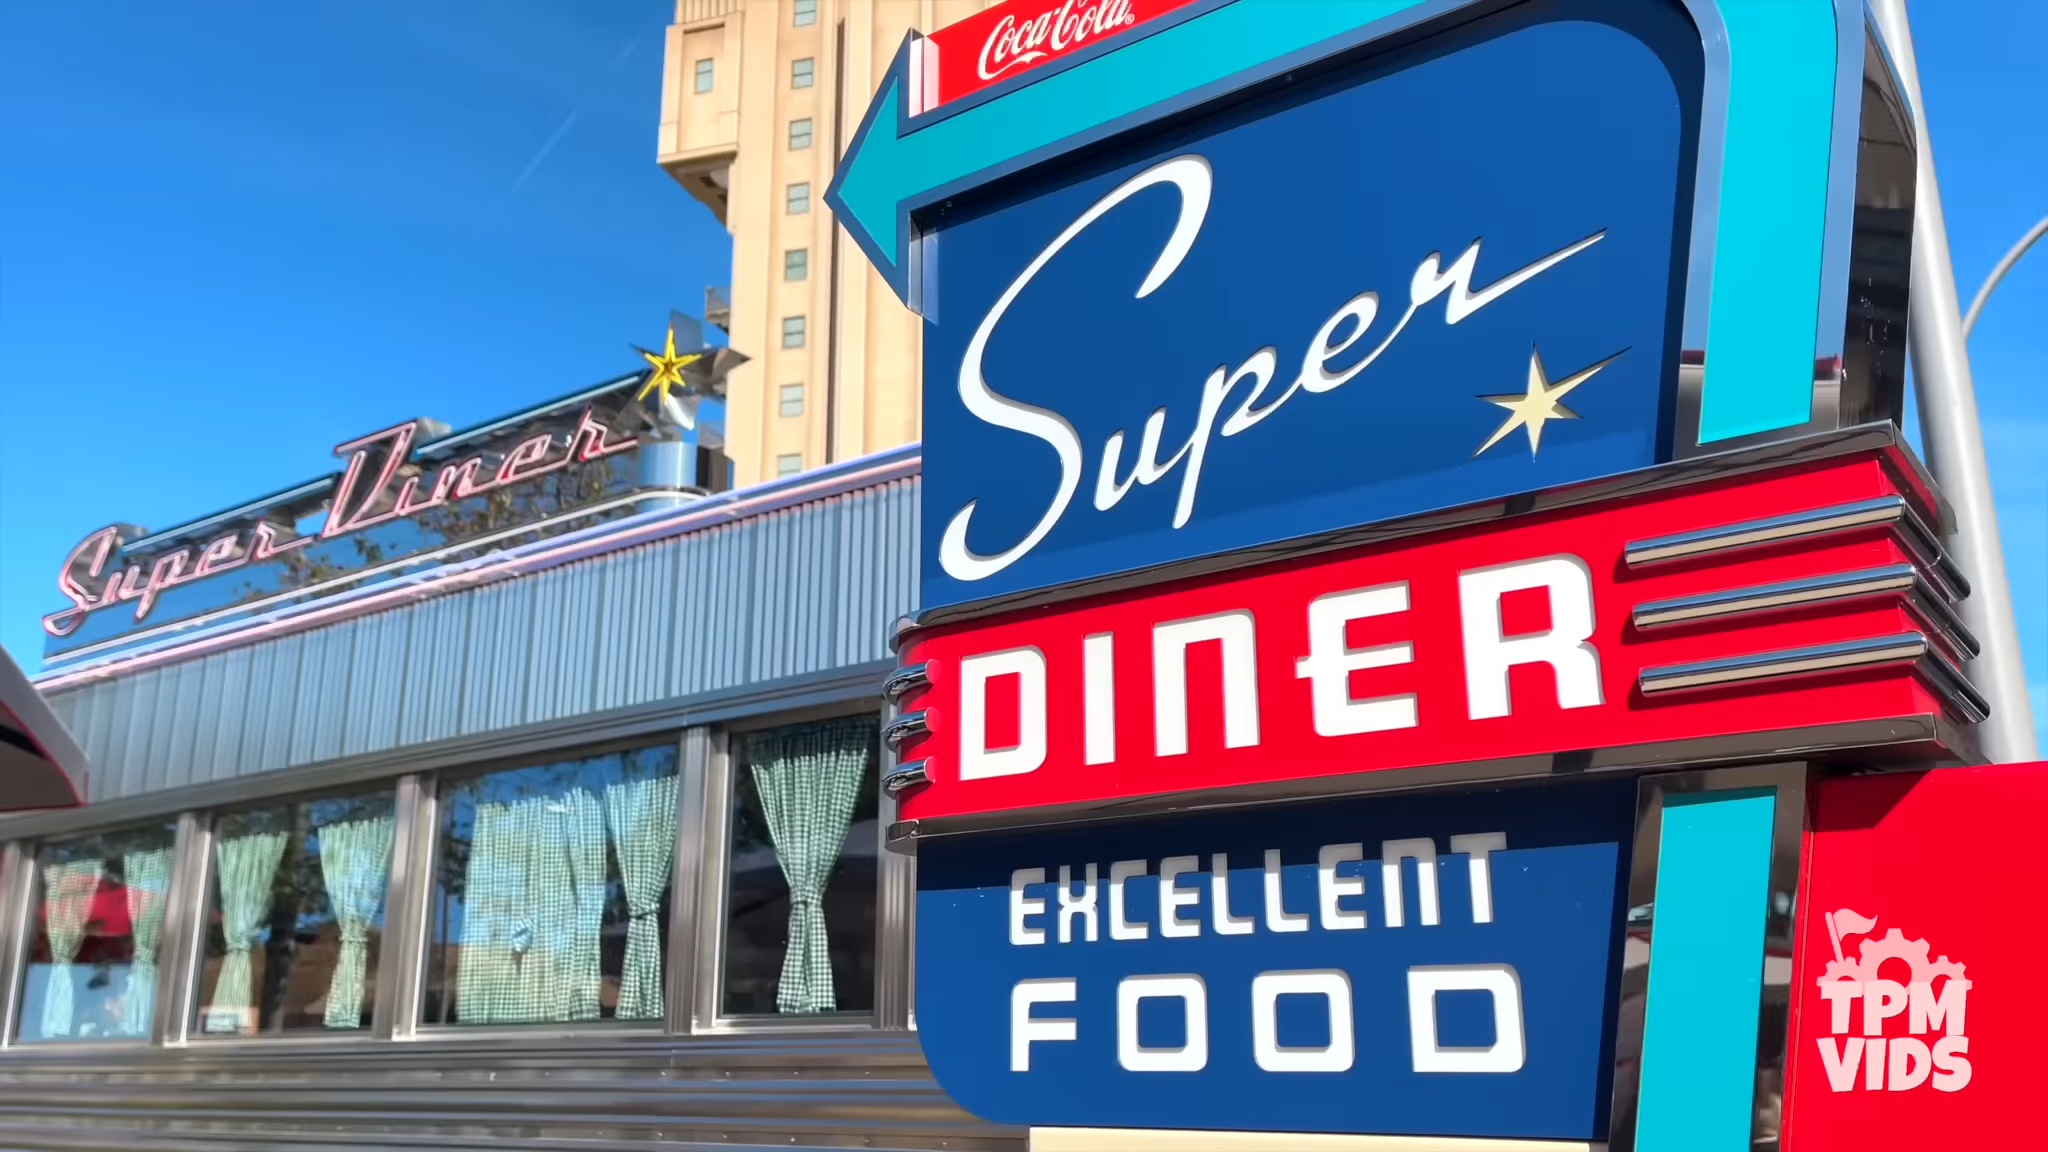 Coca-Cola
Super
DINER
EXCELLENT
FOOD
Super Diner
TPM
VIDS